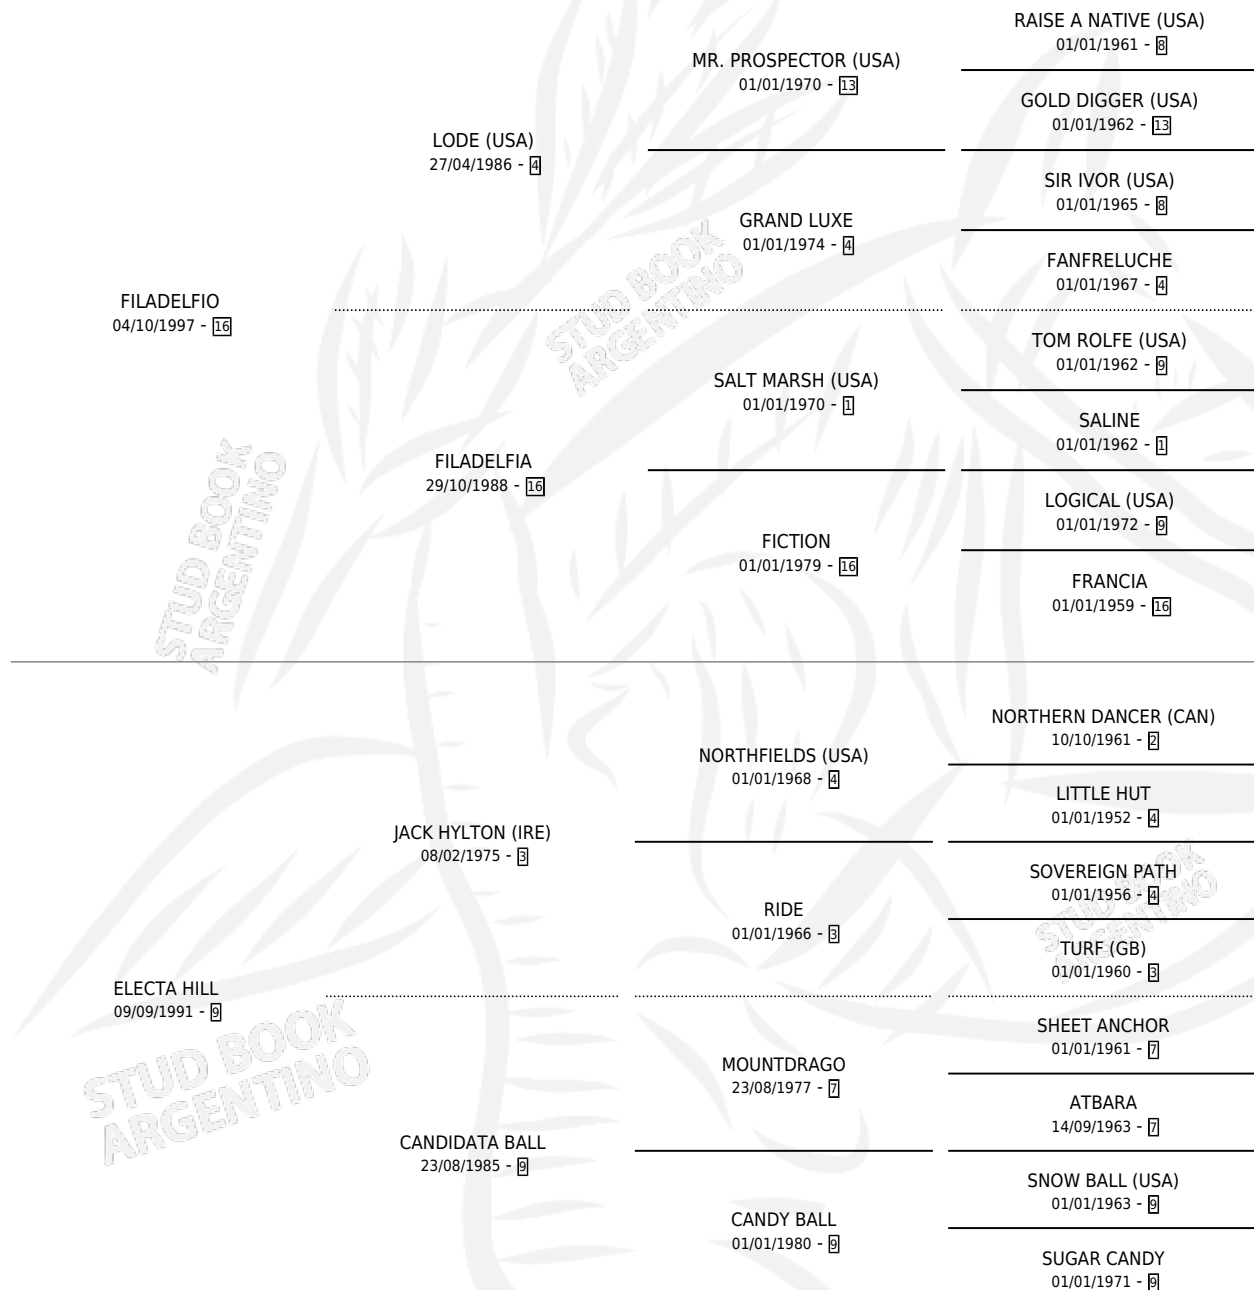 RAISE A NATIVE (USA)
01/01/1961 - 8
MR. PROSPECTOR (USA)
01/01/1970 - 13
GOLD DIGGER (USA)
01/01/1962 - 13
LODE (USA)
27/04/1986 - 4
SIR IVOR (USA)
01/01/1965 - 8
GRAND LUXE
01/01/1974 - 4
FANFRELUCHE
01/01/1967 - 4
FILADELFIO
04/10/1997 - 16
TOM ROLFE (USA)
01/01/1962 - 9
SALT MARSH (USA)
01/01/1970 - 1
SALINE
01/01/1962 - 1
FILADELFIA
29/10/1988 - 16
LOGICAL (USA)
01/01/1972 - 9
FICTION
01/01/1979 - 16
FRANCIA
01/01/1959 - 16
NORTHERN DANCER (CAN)
10/10/1961 - 2
NORTHFIELDS (USA)
01/01/1968 - 4
LITTLE HUT
01/01/1952 - 4
JACK HYLTON (IRE)
08/02/1975 - 3
SOVEREIGN PATH
01/01/1956 - 4
RIDE
01/01/1966 - 3
TURF (GB)
01/01/1960 - 3
ELECTA HILL
09/09/1991 - 9
SHEET ANCHOR
01/01/1961 - 7
MOUNTDRAGO
23/08/1977 - 7
ATBARA
14/09/1963 - 7
CANDIDATA BALL
23/08/1985 - 9
SNOW BALL (USA)
01/01/1963 - 9
CANDY BALL
01/01/1980 - 9
SUGAR CANDY
01/01/1971 - 9
STUD BOOK
ARGENTINO
STUD BOOK
ARGENTINO
STUD BOOK
ARGENTINO
STUD BOOK
ARGENTINO